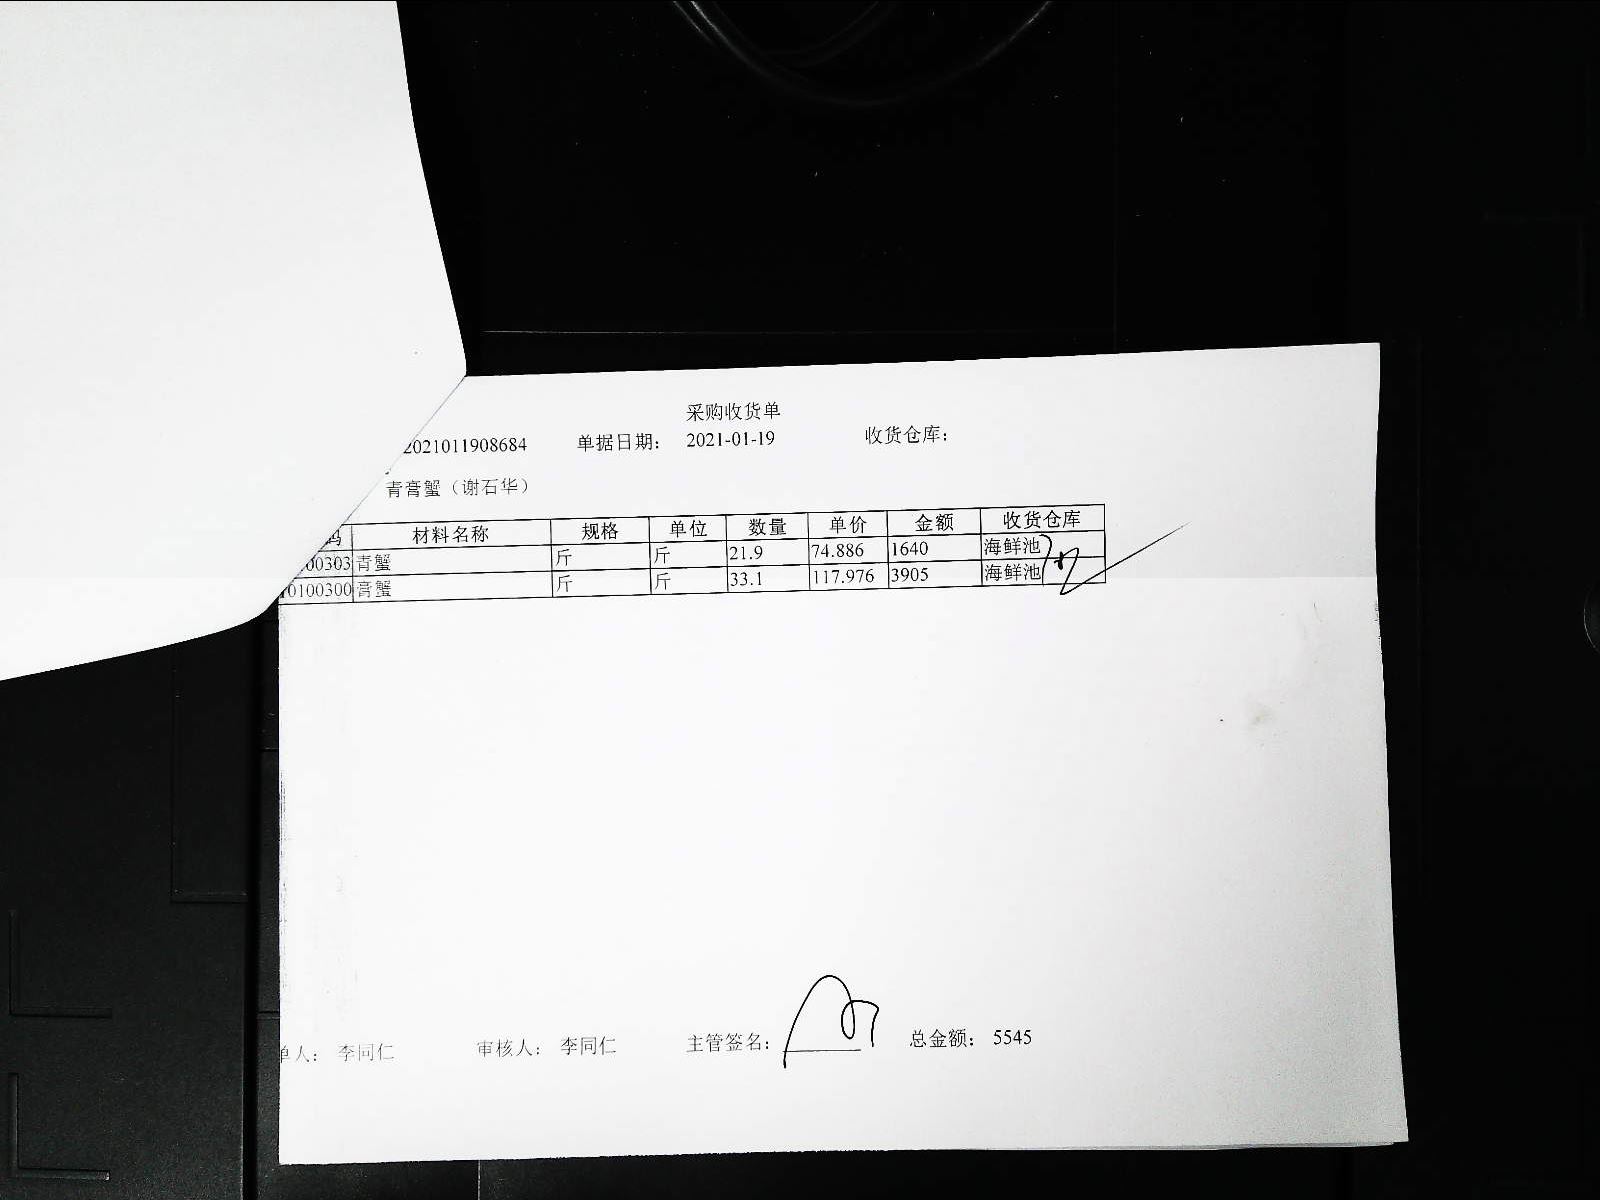 采购收货单
2021011908684 单据日期: 2021-01-19 收货仓库:
青膏蟹（谢石华）
码 材料名称 规格 单位 数量 单价 金额 收货仓库
00303 青蟹 斤 斤 21.9 74.886 1640 海鲜池
0100300 膏蟹 斤 斤 33.1 117.976 3905 海鲜池
单人: 李同仁 审核人: 李同仁 主管签名: 总金额: 5545